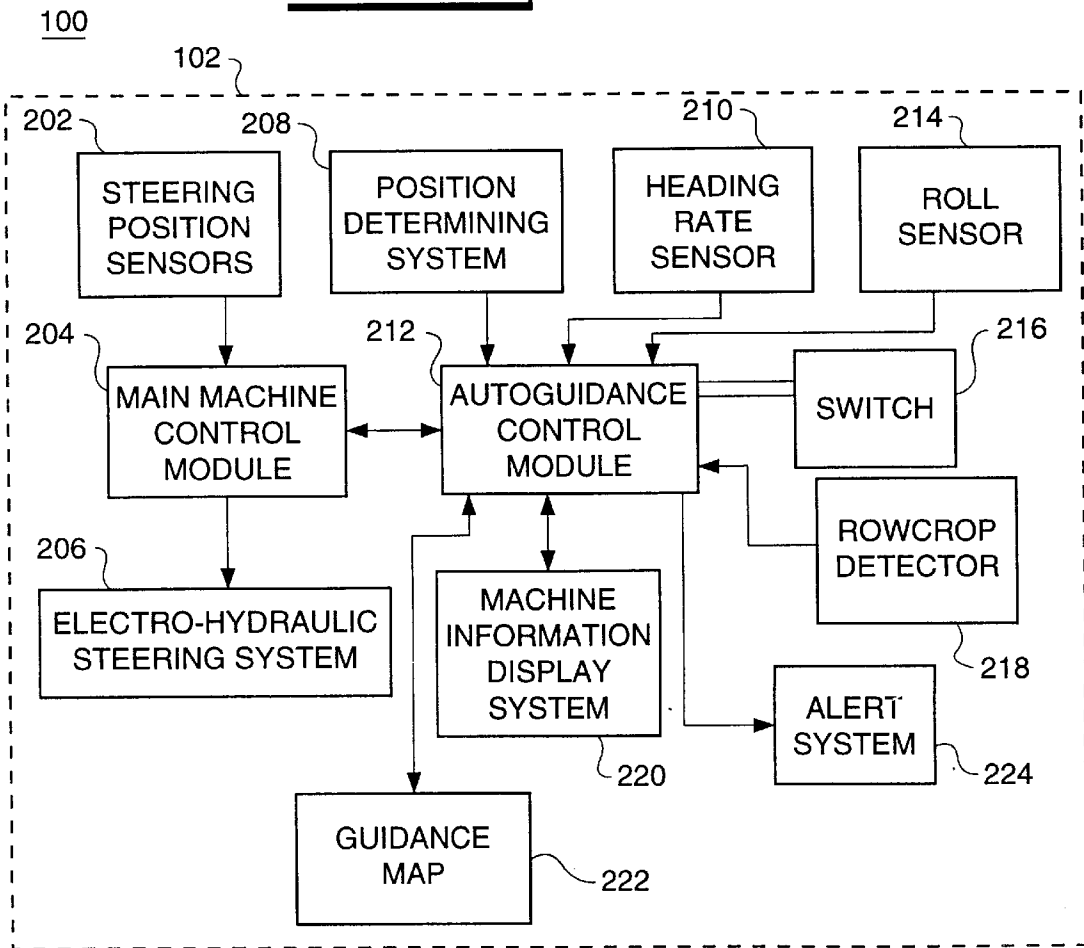 100
102
202
208
210
214
STEERING
POSITION
SENSORS
POSITION
DETERMINING
SYSTEM
HEADING
RATE
SENSOR
ROLL
SENSOR
204
212
216
MAIN MACHINE
CONTROL
MODULE
AUTOGUIDANCE
CONTROL
MODULE
SWITCH
206
ELECTRO-HYDRAULIC
STEERING SYSTEM
MACHINE
INFORMATION
DISPLAY
SYSTEM
ROWCROP
DETECTOR
218
220
ALERT
SYSTEM
224
GUIDANCE
MAP
222